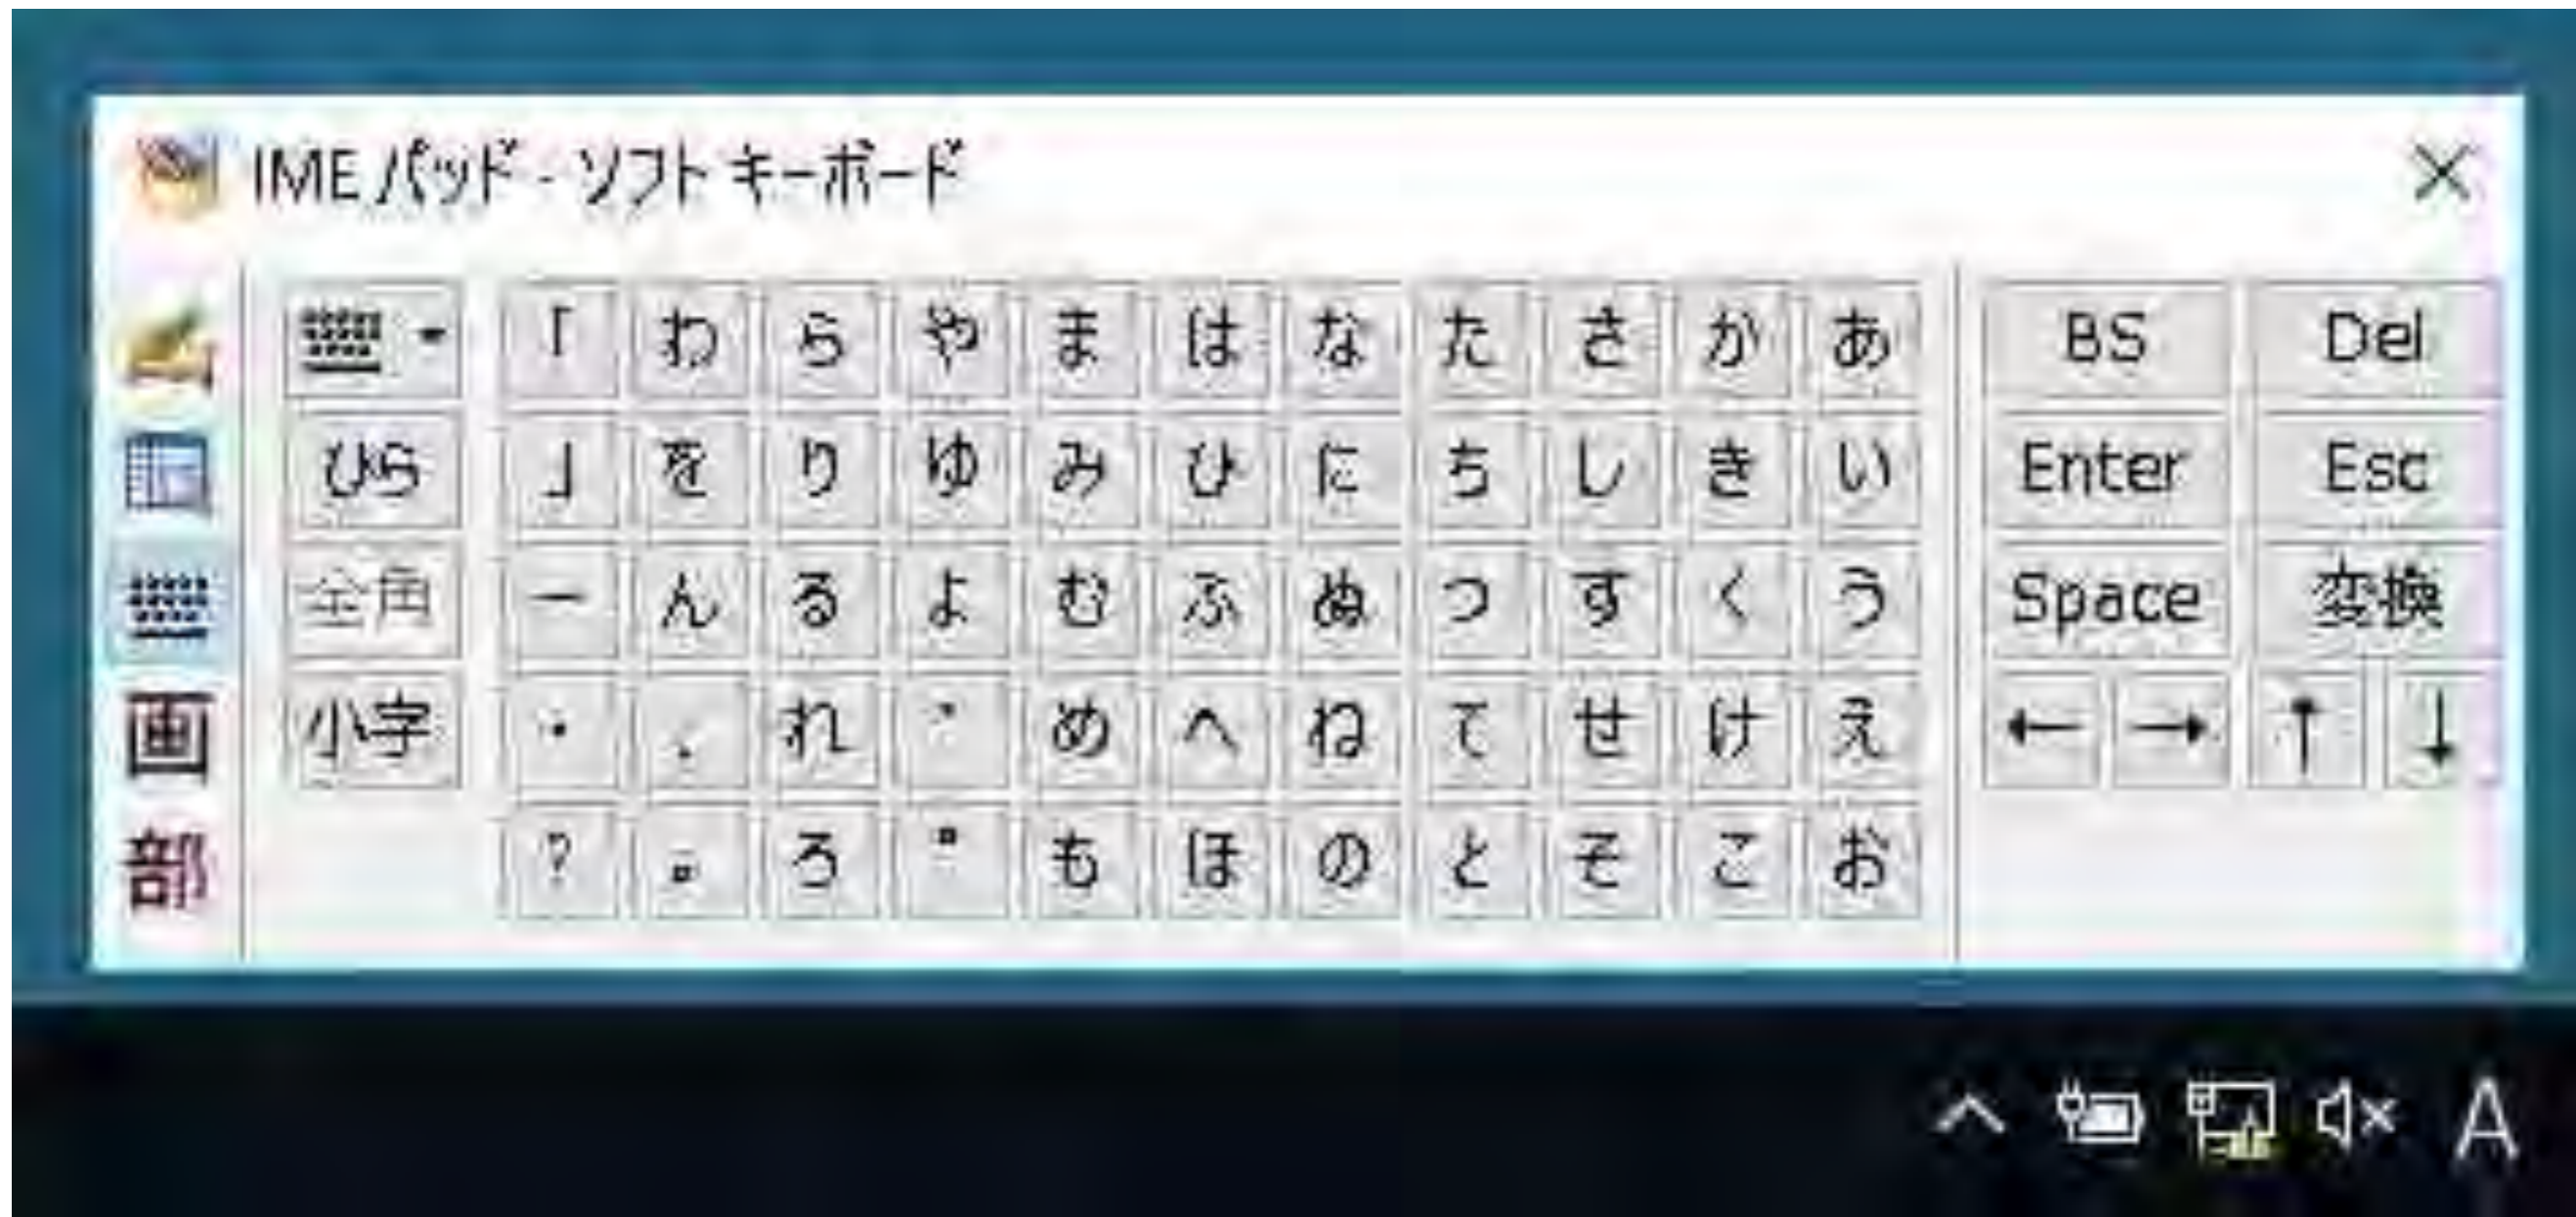 IME パッド - ソフト キーボード
「 わ ら や ま は な た さ か あ BS Del
ひら 」 を り ゆ み ひ に ち し き い Enter Esc
全角 ー ん る よ む ふ ぬ つ す く う Space 変換
画 小字 ・ 、 れ ゛ め へ ね て せ け え ← → ↑ ↓
部 ? 。 ろ ゜ も ほ の と そ こ お
A